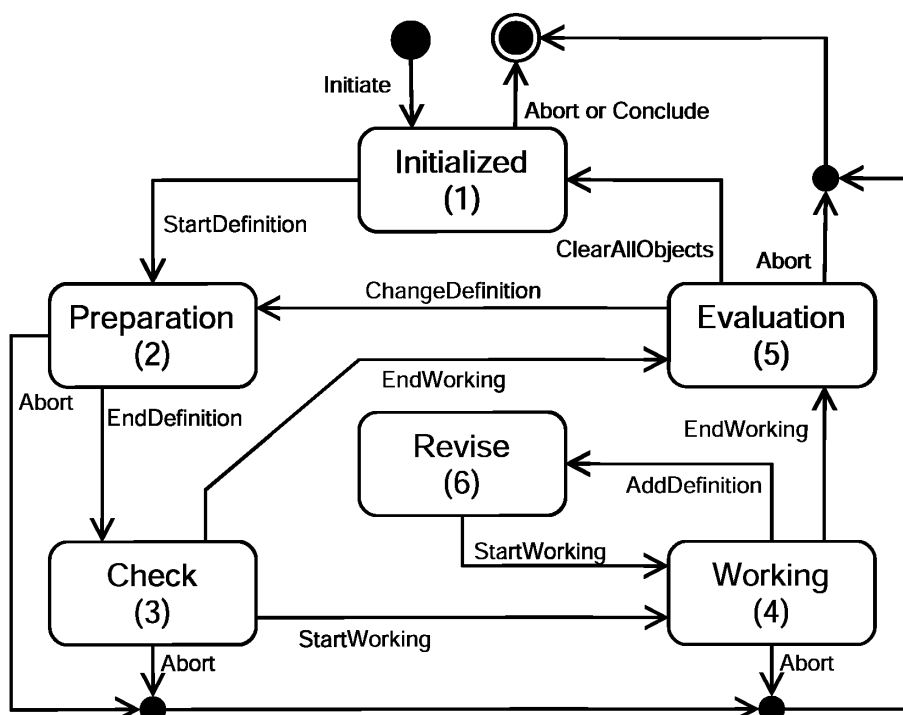 Initiate
Abort or Conclude
Initialized
(1)
StartDefinition
ClearAllObjects
Abort
ChangeDefinition
Preparation
(2)
Evaluation
(5)
Abort
EndWorking
EndDefinition
EndWorking
Revise
(6)
AddDefinition
StartWorking
Check
(3)
Working
(4)
StartWorking
Abort
Abort